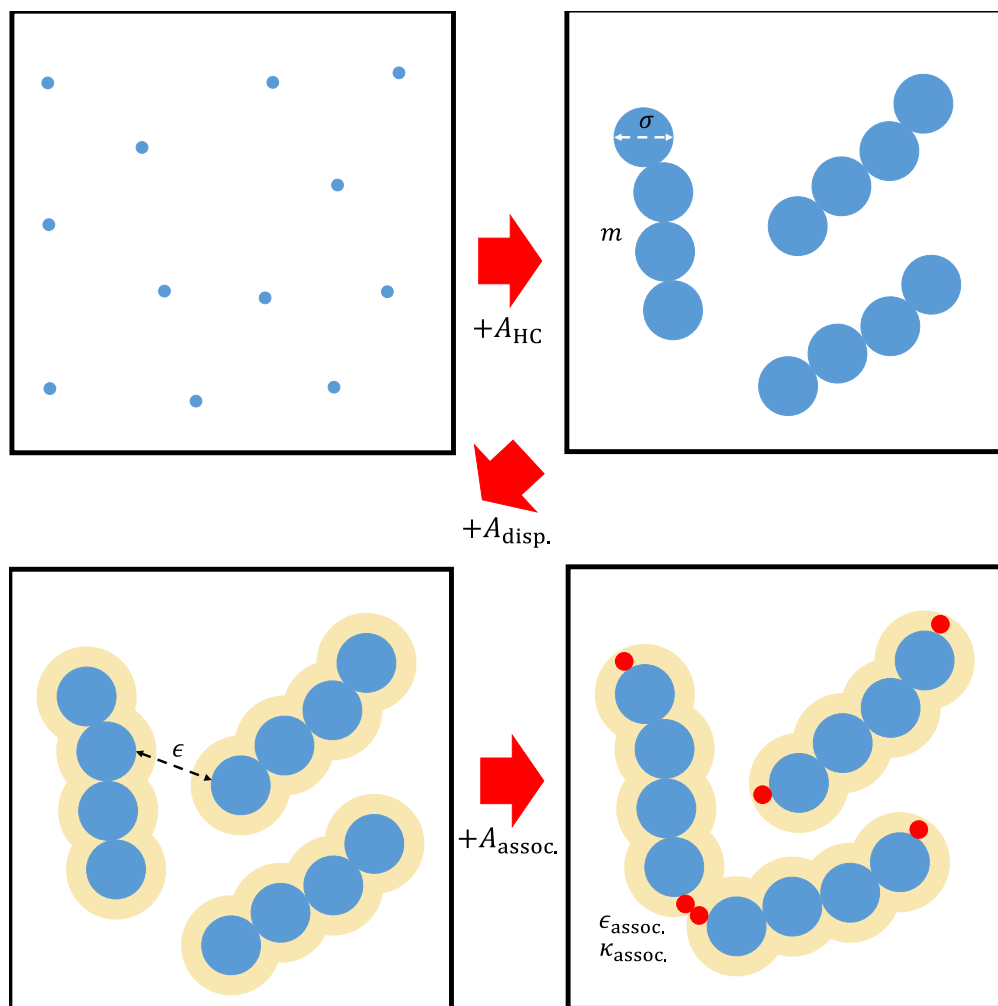 σ
m
+A_HC
+A_disp.
ϵ
+A_assoc.
ϵ_assoc.
κ_assoc.